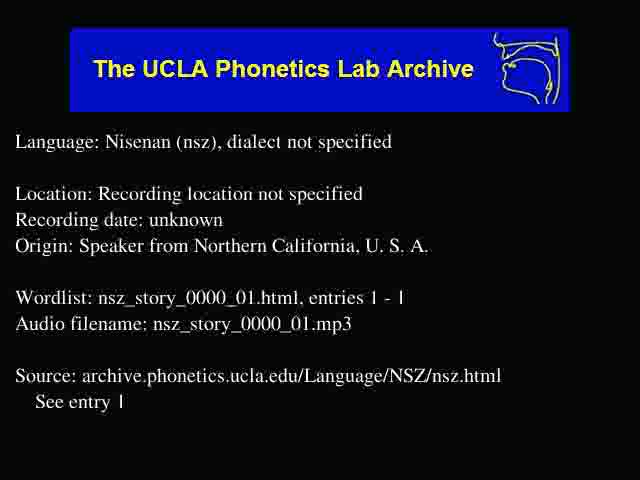 The UCLA Phonetics Lab Archive
Language: Nisenan (nsz), dialect not specified
Location: Recording location not specified
Recording date: unknown
Origin: Speaker from Northern California, U. S. A.
Wordlist: nsz_story_0000_01.html, entries 1 - 1
Audio filename: nsz_story_0000_01.mp3
Source: archive.phonetics.ucla.edu/Language/NSZ/nsz.html
See entry 1